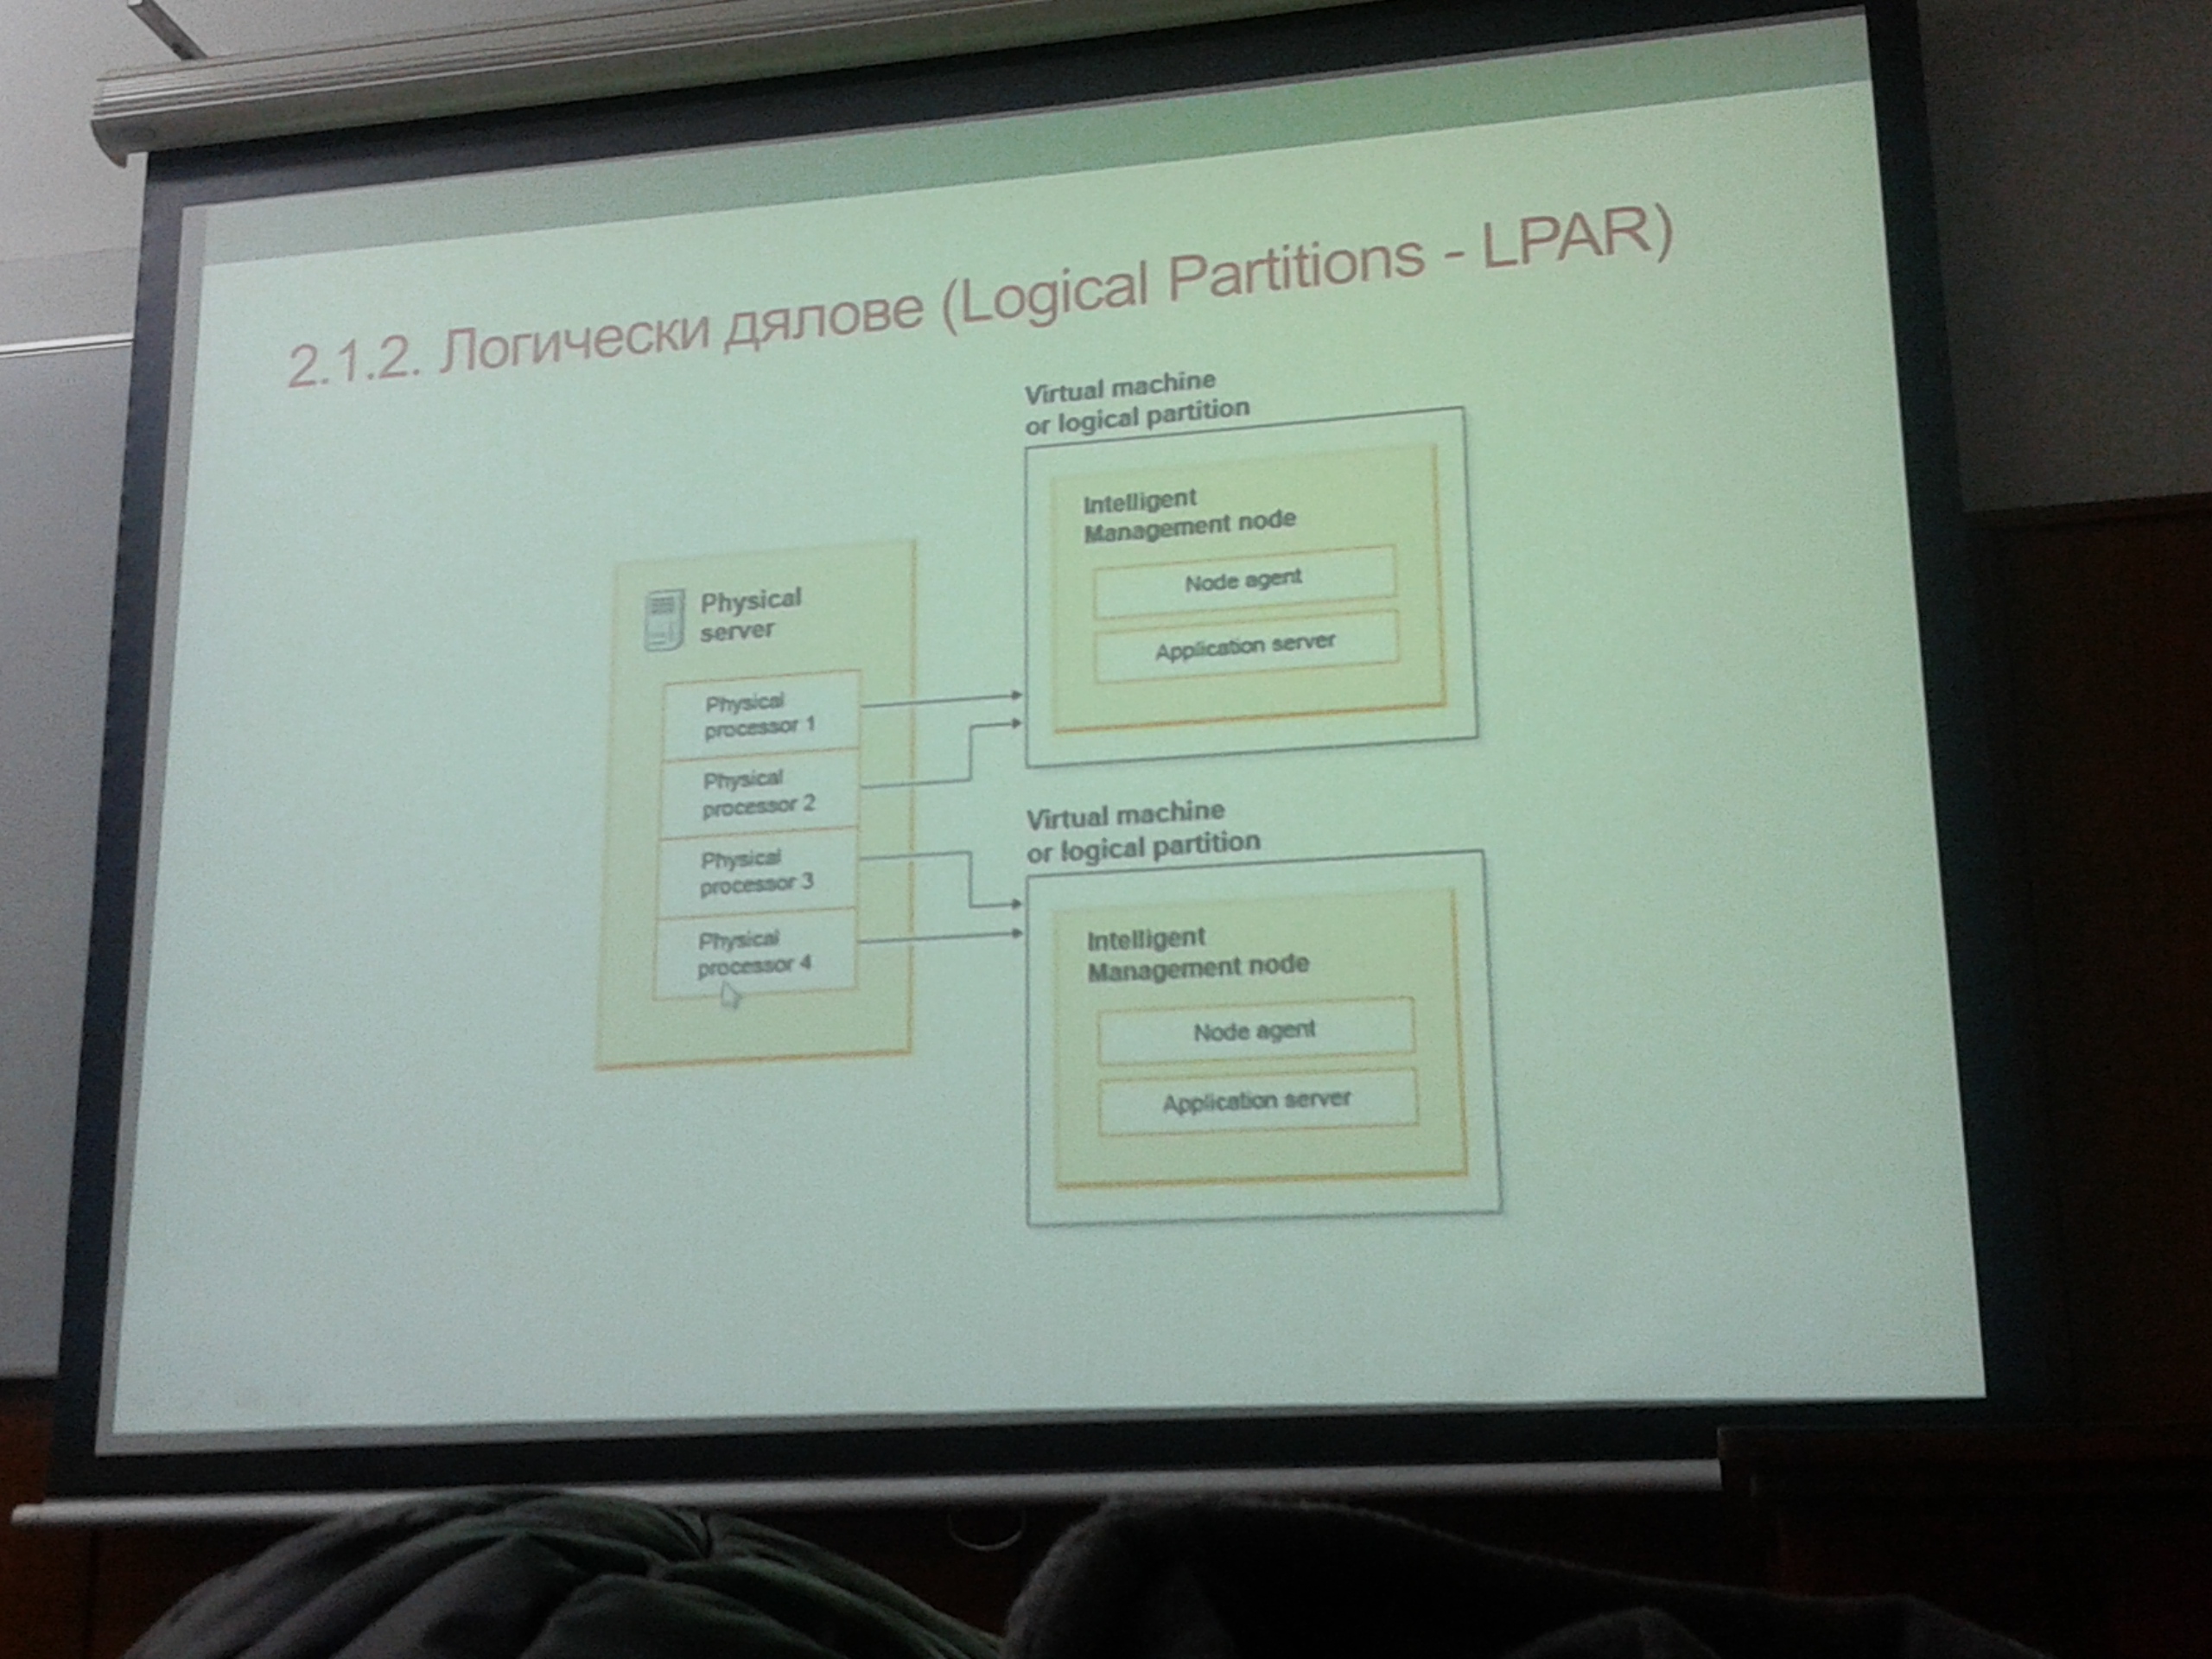 2.1.2. Логически дялове (Logical Partitions - LPAR)
Physical
server
Physical
processor 1
Physical
processor 2
Physical
processor 3
Physical
processor 4
Virtual machine
or logical partition
Intelligent
Management node
Node agent
Application server
Virtual machine
or logical partition
Intelligent
Management node
Node agent
Application server